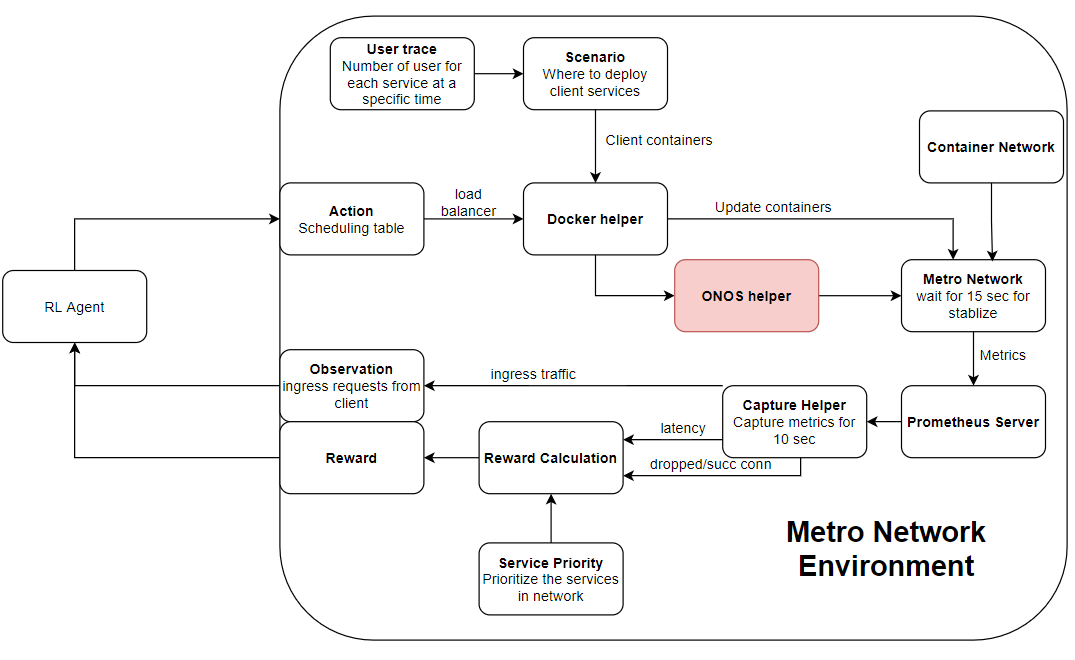 User trace
Number of user for
each service at a
specific time
Scenario
Where to deploy
client services
Client containers
Container Network
Action
Scheduling table
load
balancer
Docker helper
Update containers
RL Agent
ONOS helper
Metro Network
wait for 15 sec for
stablize
Metrics
Observation
ingress requests from
client
ingress traffic
Capture Helper
Capture metrics for
10 sec
Prometheus Server
latency
dropped/succ conn
Reward
Reward Calculation
Service Priority
Prioritize the services
in network
Metro Network
Environment